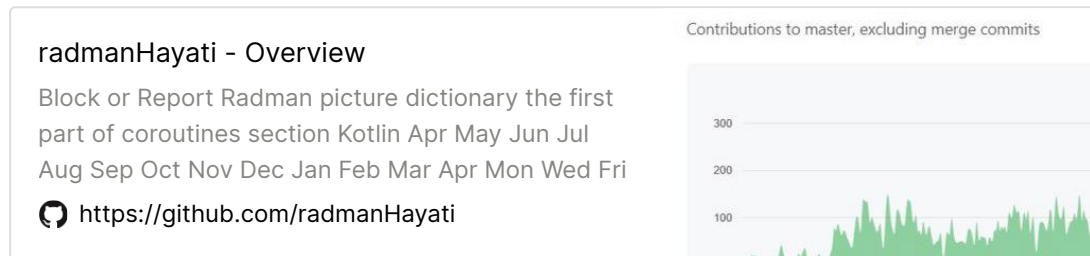 radmanHayati - Overview
Block or Report Radman picture dictionary the first
part of coroutines section Kotlin Apr May Jun Jul
Aug Sep Oct Nov Dec Jan Feb Mar Apr Mon Wed Fri
https://github.com/radmanHayati
Contributions to master, excluding merge commits
300
200
100